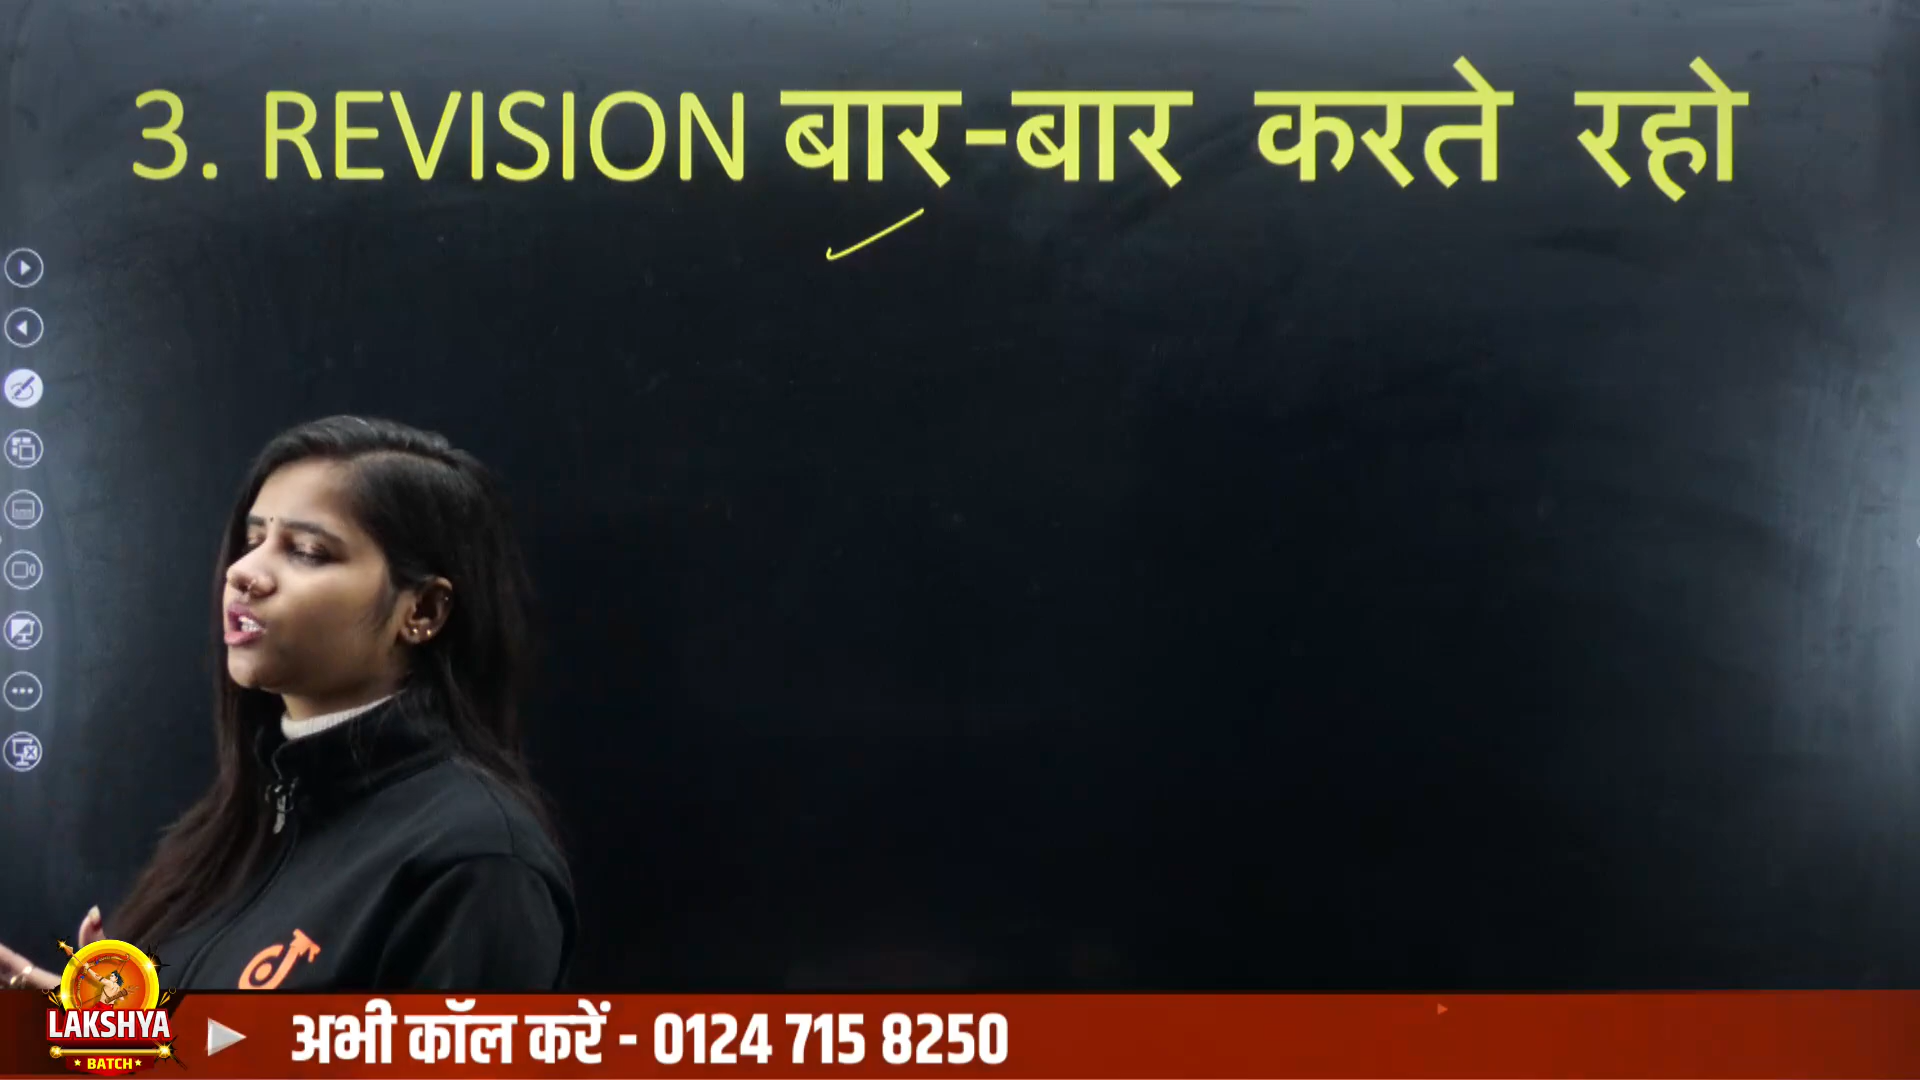 3. REVISION बार-बार करते रहो
LAKSHYA
BATCH
अभी कॉल करें - 0124 715 8250